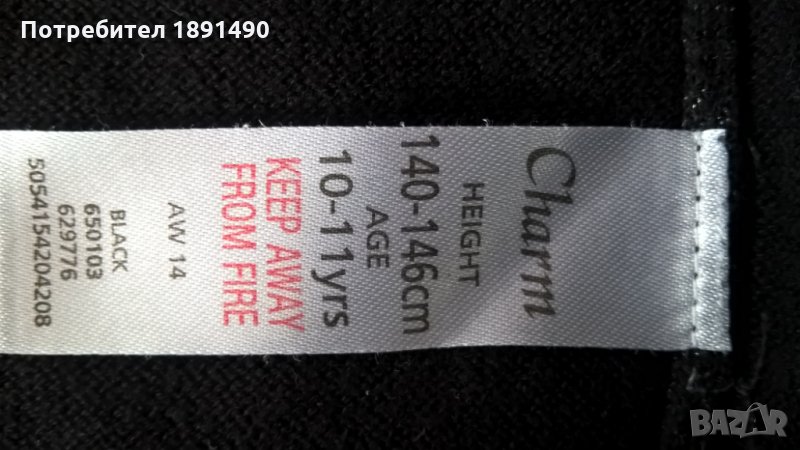 Потребител 1891490
Charm
HEIGHT
140-146cm
AGE
10-11yrs
KEEP AWAY
FROM FIRE
AW 14
BLACK
650103
629776
5054154204208
BAZAR